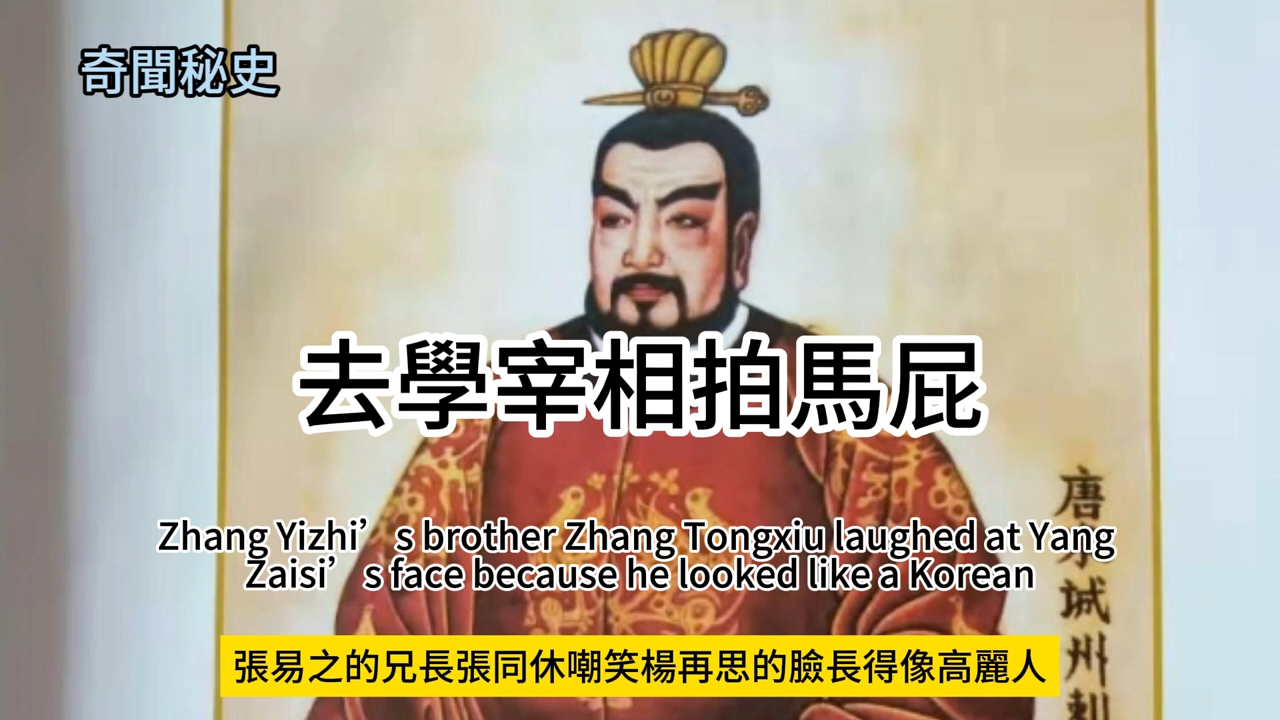 奇聞秘史
去學宰相拍馬屁
Zhang Yizhi’s brother Zhang Tongxiu laughed at Yang
Zaisi’s face because he looked like a Korean
張易之的兄長張同休嘲笑楊再思的臉長得像高麗人
唐
城州刺